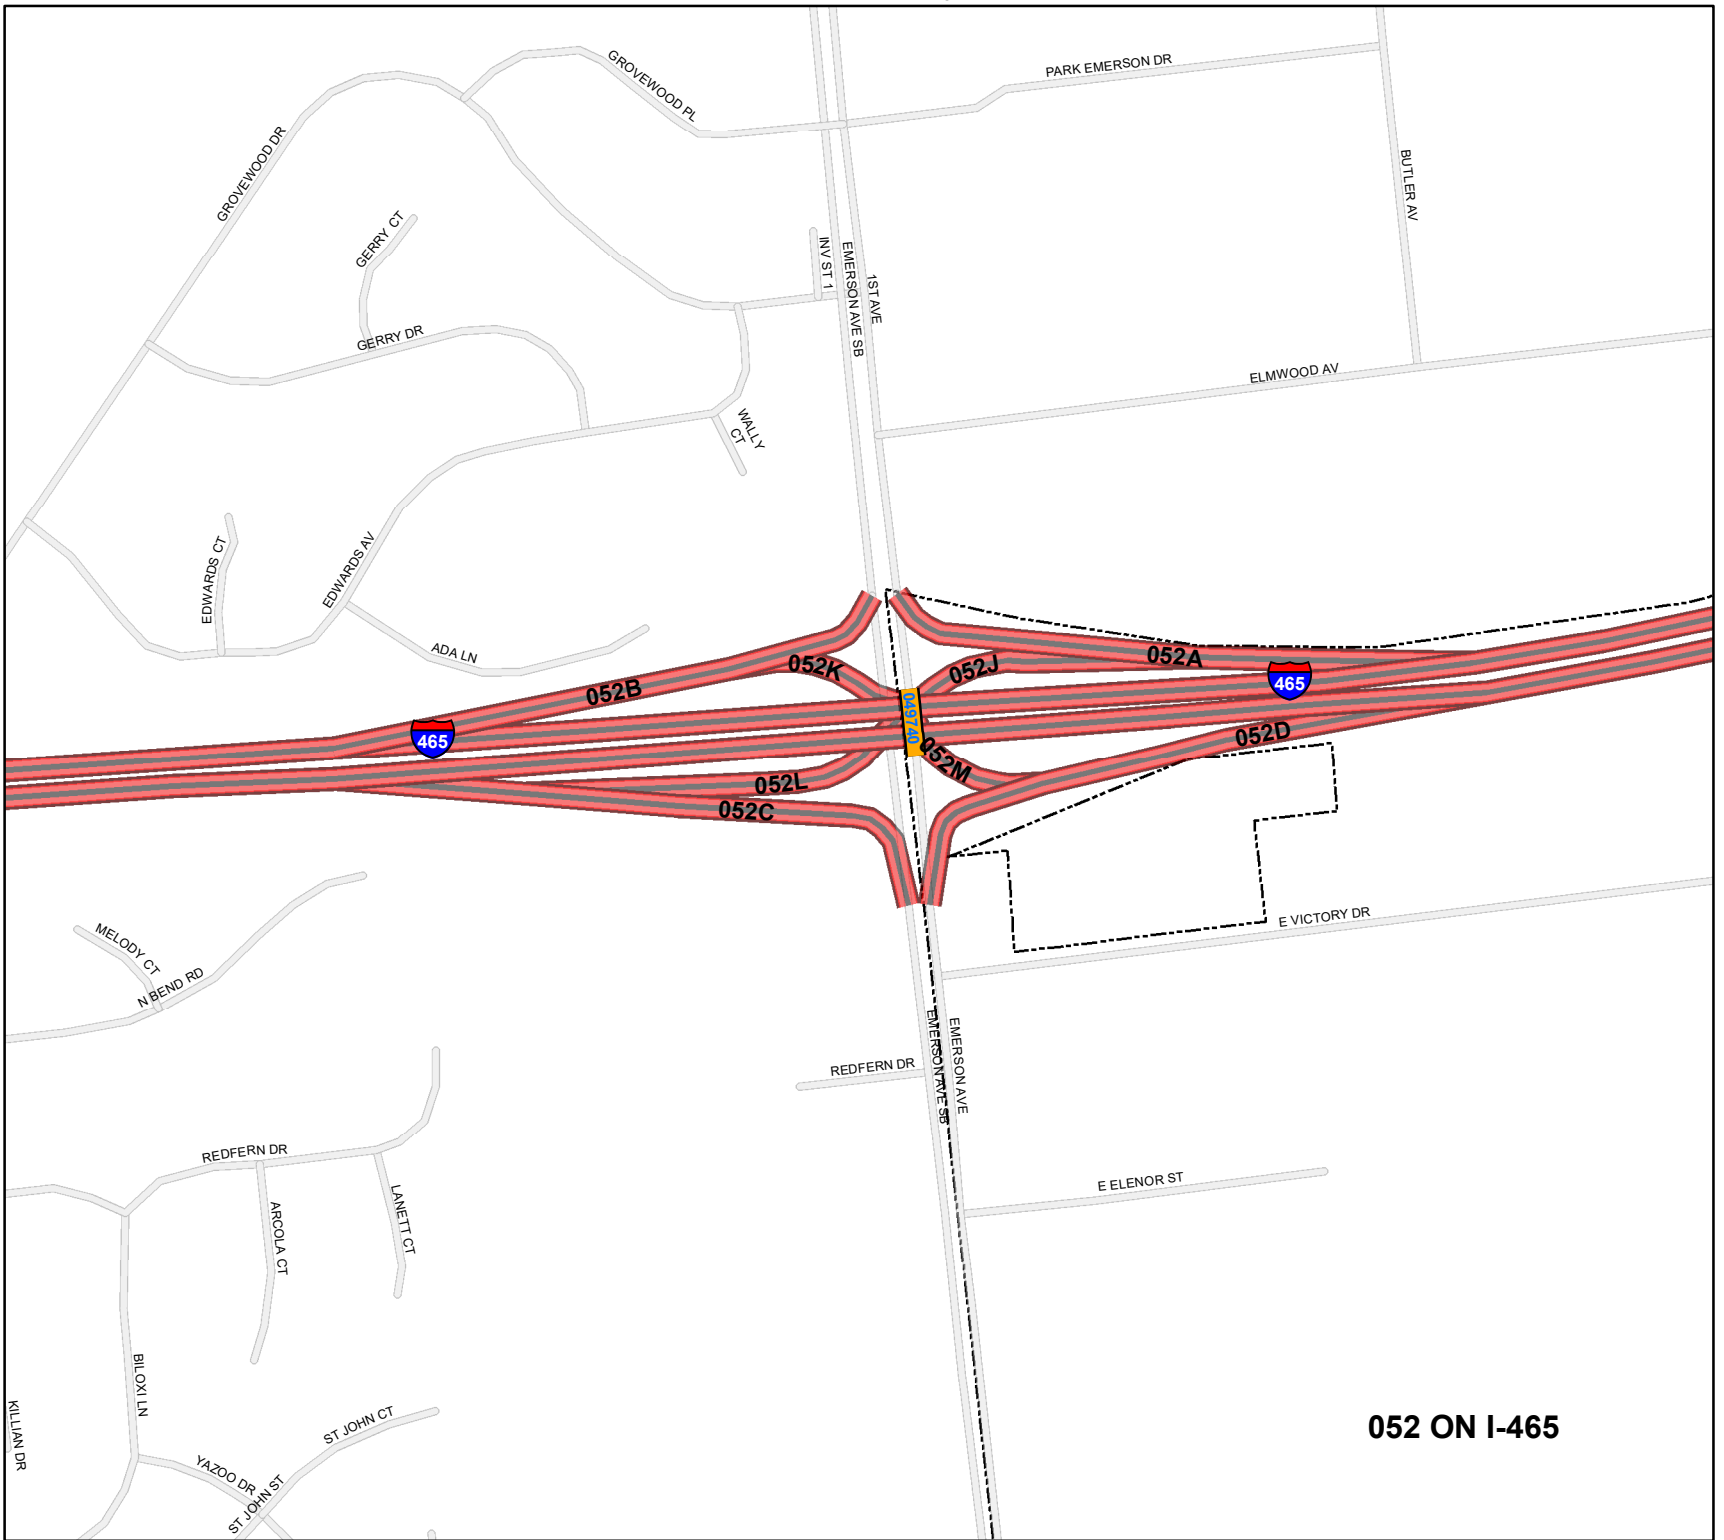 GROVEWOOD PL
PARK EMERSON DR
GROVEWOOD DR
BUTLER AV
GERRY CT
INV ST 1
EMERSON AVE SB
1ST AVE
GERRY DR
ELMWOOD AV
WALLY
CT
EDWARDS CT
EDWARDS AV
ADA LN
052K
052J
052A
052B
465
465
049740
052M
052D
052L
052C
E VICTORY DR
MELODY CT
N BEND RD
EMERSON AVE SB
EMERSON AVE
REDFERN DR
REDFERN DR
E ELENOR ST
ARCOLA CT
LANETT CT
BILOXI LN
KILLIAN DR
ST JOHN CT
YAZOO DR
ST JOHN ST
052 ON I-465